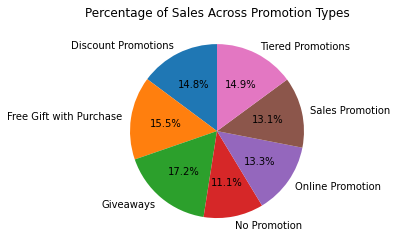 Percentage of Sales Across Promotion Types
Discount Promotions
Tiered Promotions
14.8%
14.9%
Free Gift with Purchase
15.5%
13.1%
Sales Promotion
17.2%
13.3%
11.1%
Online Promotion
Giveaways
No Promotion